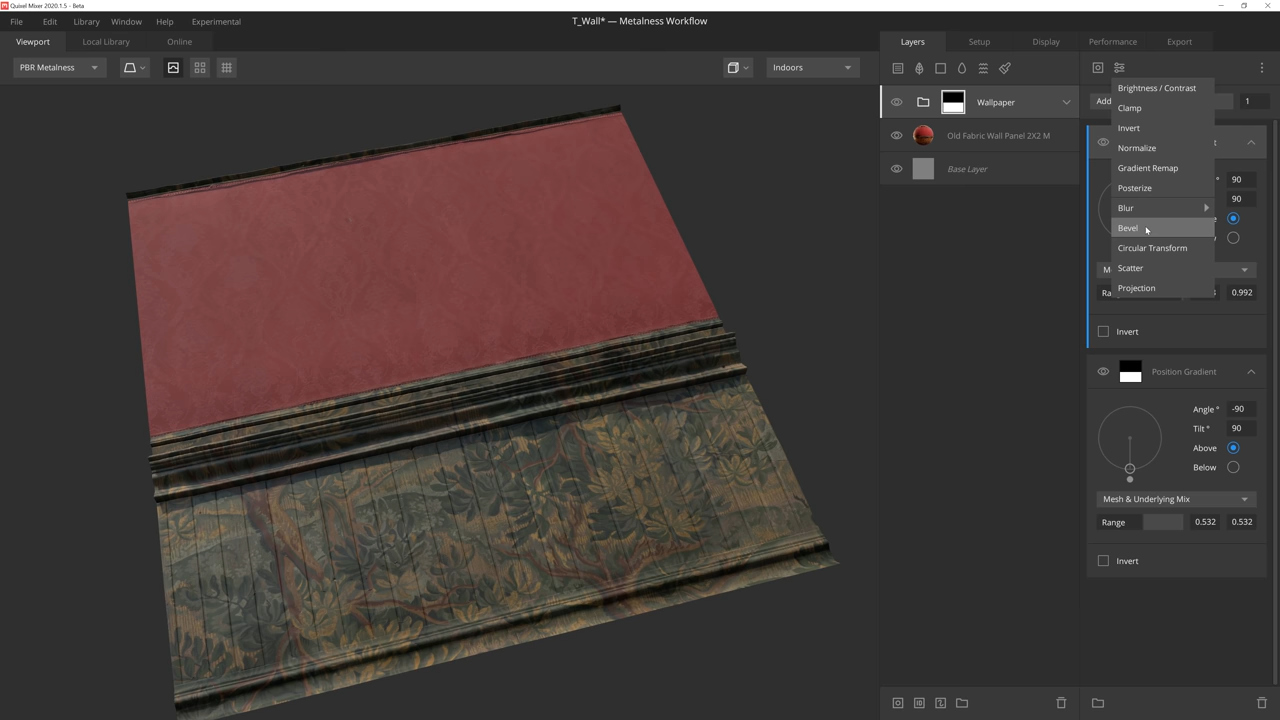 Quixel Mixer 2020.1.5 - Beta
File Edit Library Window Help Experimental
T_Wall* — Metalness Workflow
Viewport Local Library Online
Layers Setup Display Performance Export
PBR Metalness
Indoors
Brightness / Contrast
Clamp
Invert
Normalize
Gradient Remap
Posterize
Blur
Bevel
Circular Transform
Scatter
Projection
Wallpaper
Old Fabric Wall Panel 2X2 M
Base Layer
Add 1
90
90
0.992
Invert
Position Gradient
Angle ° -90
Tilt ° 90
Above
Below
Mesh & Underlying Mix
Range 0.532 0.532
Invert